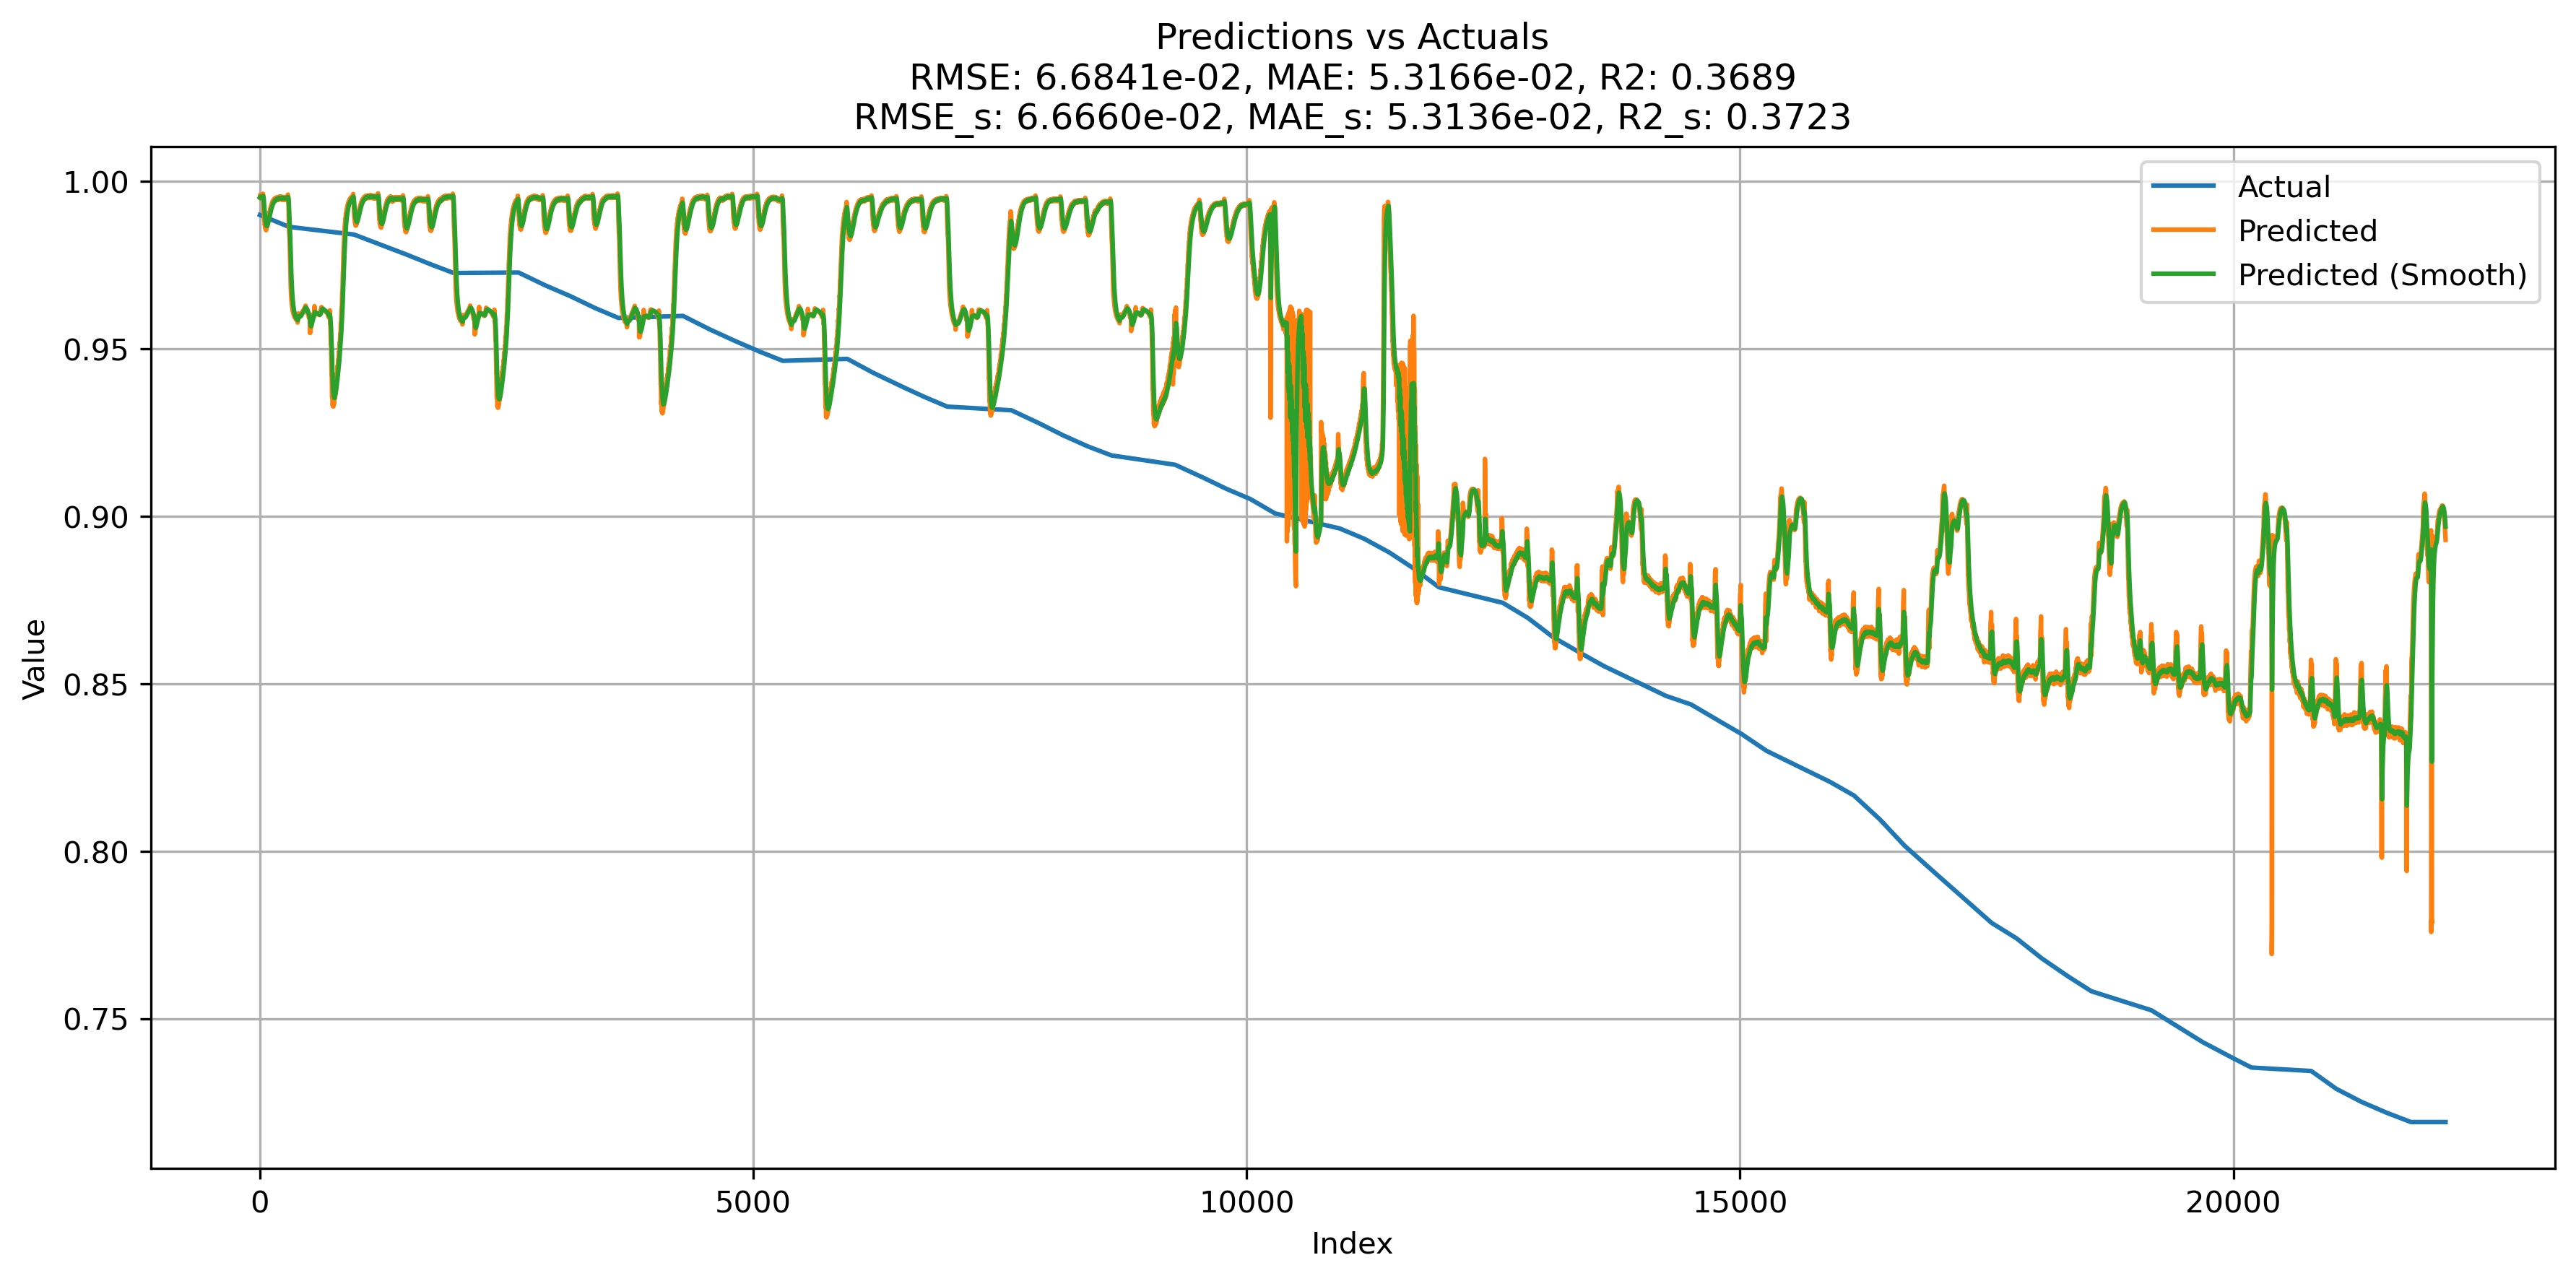 Predictions vs Actuals
RMSE: 6.6841e-02, MAE: 5.3166e-02, R2: 0.3689
RMSE_s: 6.6660e-02, MAE_s: 5.3136e-02, R2_s: 0.3723
Actual
Predicted
Predicted (Smooth)
1.00
0.95
0.90
0.85
0.80
0.75
Value
0
5000
10000
15000
20000
Index